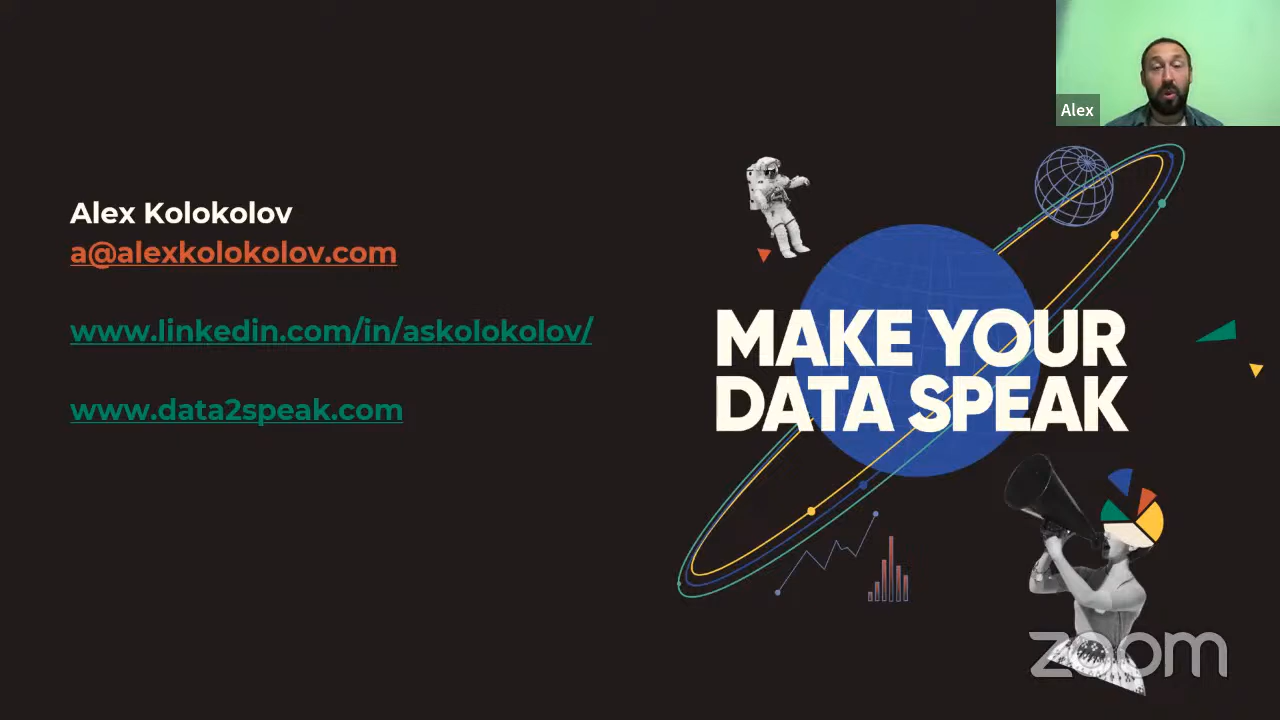 Alex
Alex Kolokolov
a@alexkolokolov.com
www.linkedin.com/in/askolokolov/
www.data2speak.com
MAKE YOUR
DATA SPEAK
zoom